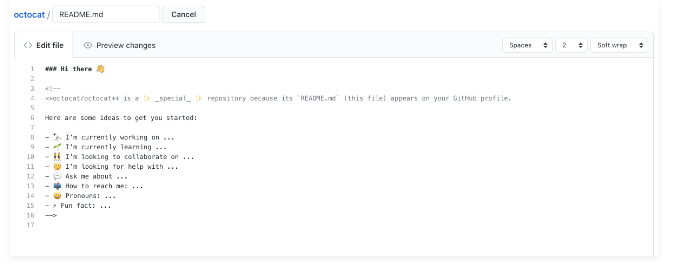 octocat / README.md Cancel
<> Edit file Preview changes Spaces 2 Soft wrap
1 ### Hi there 👋
2
3 <!--
4 **octocat/octocat** is a ✨ _special_ ✨ repository because its `README.md` (this file) appears on your GitHub profile.
5
6 Here are some ideas to get you started:
7
8 - 🔭 I'm currently working on ...
9 - 🌱 I'm currently learning ...
10 - 👯 I'm looking to collaborate on ...
11 - 🤔 I'm looking for help with ...
12 - 💬 Ask me about ...
13 - 📫 How to reach me: ...
14 - 😄 Pronouns: ...
15 - ⚡ Fun fact: ...
16 -->
17